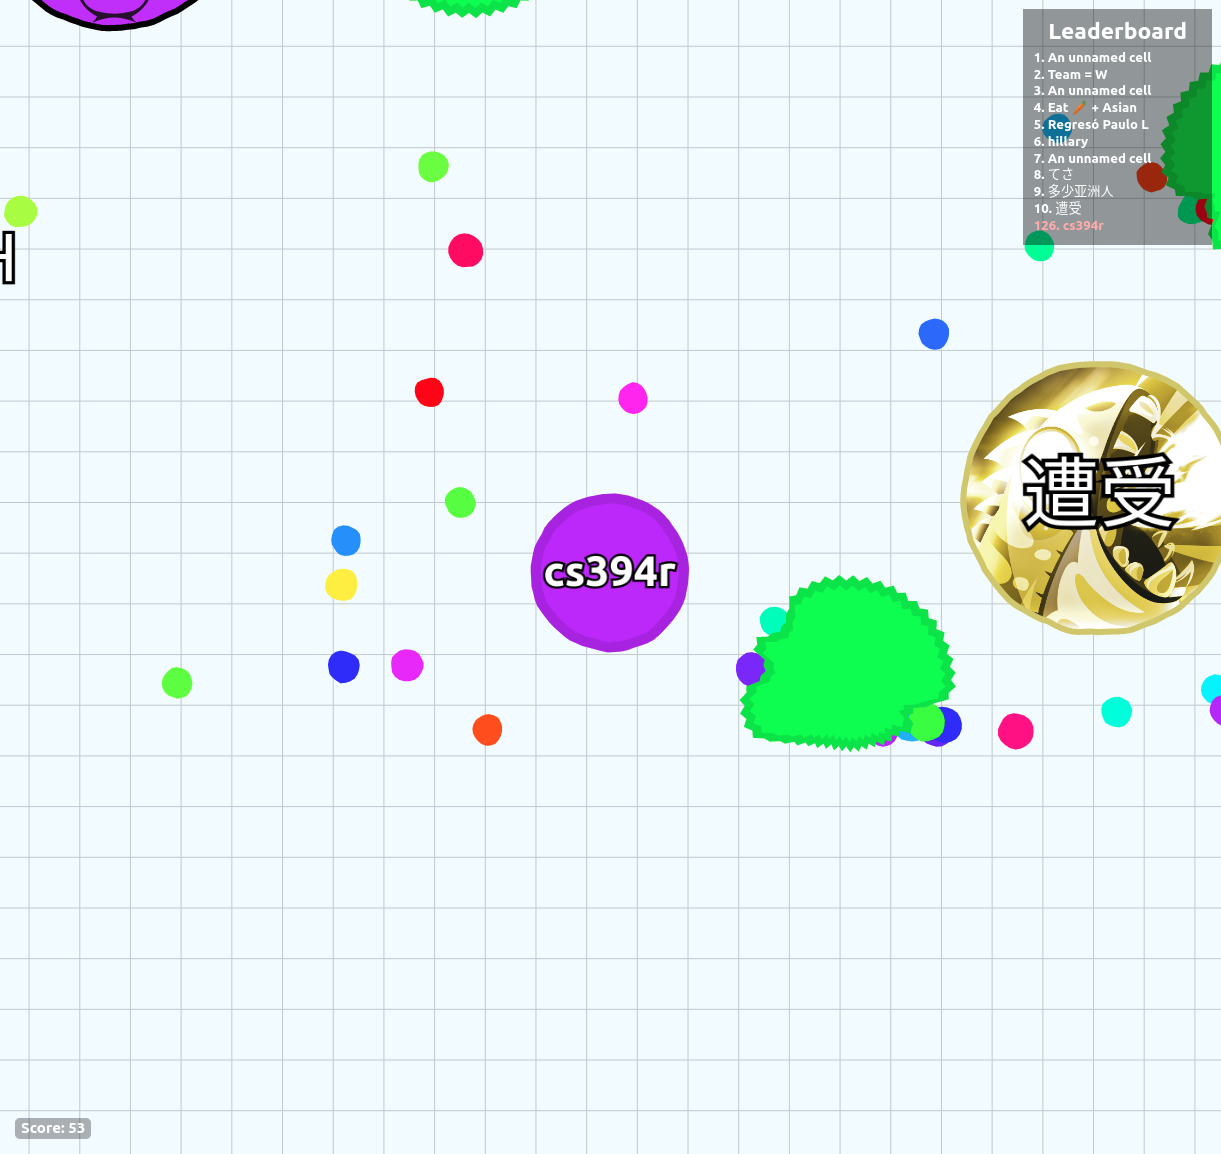 Leaderboard
1. An unnamed cell
2. Team = W
3. An unnamed cell
4. Eat 🥕 + Asian
5. Regresó Paulo L
6. hillary
7. An unnamed cell
8. てさ
9. 多少亚洲人
10. 遭受
126. cs394r
遭受
cs394r
Score: 53